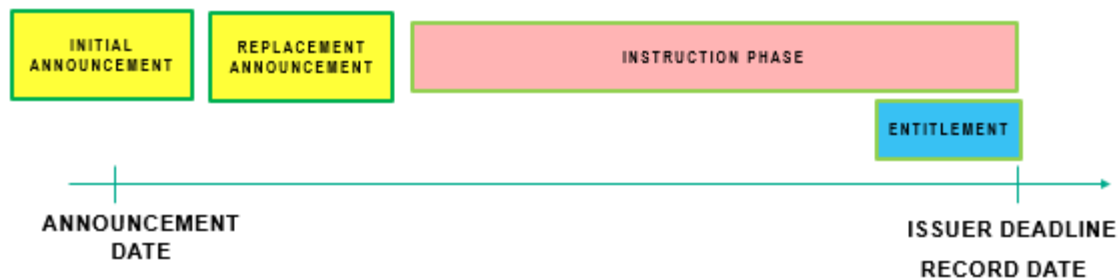 INITIAL
ANNOUNCEMENT
REPLACEMENT
ANNOUNCEMENT
INSTRUCTION PHASE
ENTITLEMENT
ANNOUNCEMENT
DATE
ISSUER DEADLINE
RECORD DATE